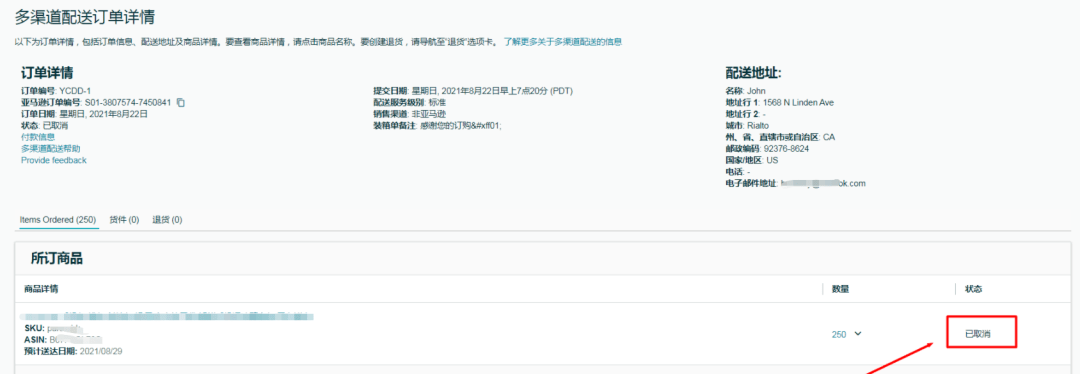 多渠道配送订单详情
以下为订单详情，包括订单信息、配送地址及商品详情。要查看商品详情，请点击商品名称。要创建退货，请导航至“退货”选项卡。 了解更多关于多渠道配送的信息
订单详情
订单编号: YCDD-1
亚马逊订单编号: S01-3807574-7450841
订单日期: 星期日, 2021年8月22日
状态: 已取消
付款信息
多渠道配送帮助
Provide feedback
提交日期: 星期日, 2021年8月22日早上7点20分 (PDT)
配送服务级别: 标准
销售渠道: 非亚马逊
装箱单备注: 感谢您的订购&#xff01;
配送地址:
名称: John
地址行 1: 1568 N Linden Ave
地址行 2: -
城市: Rialto
州、省、直辖市或自治区: CA
邮政编码: 92376-8624
国家/地区: US
电话: -
电子邮件地址:
Items Ordered (250) 货件 (0) 退货 (0)
所订商品
商品详情 数量 状态
SKU:
ASIN:
预计送达日期: 2021/08/29
250 已取消